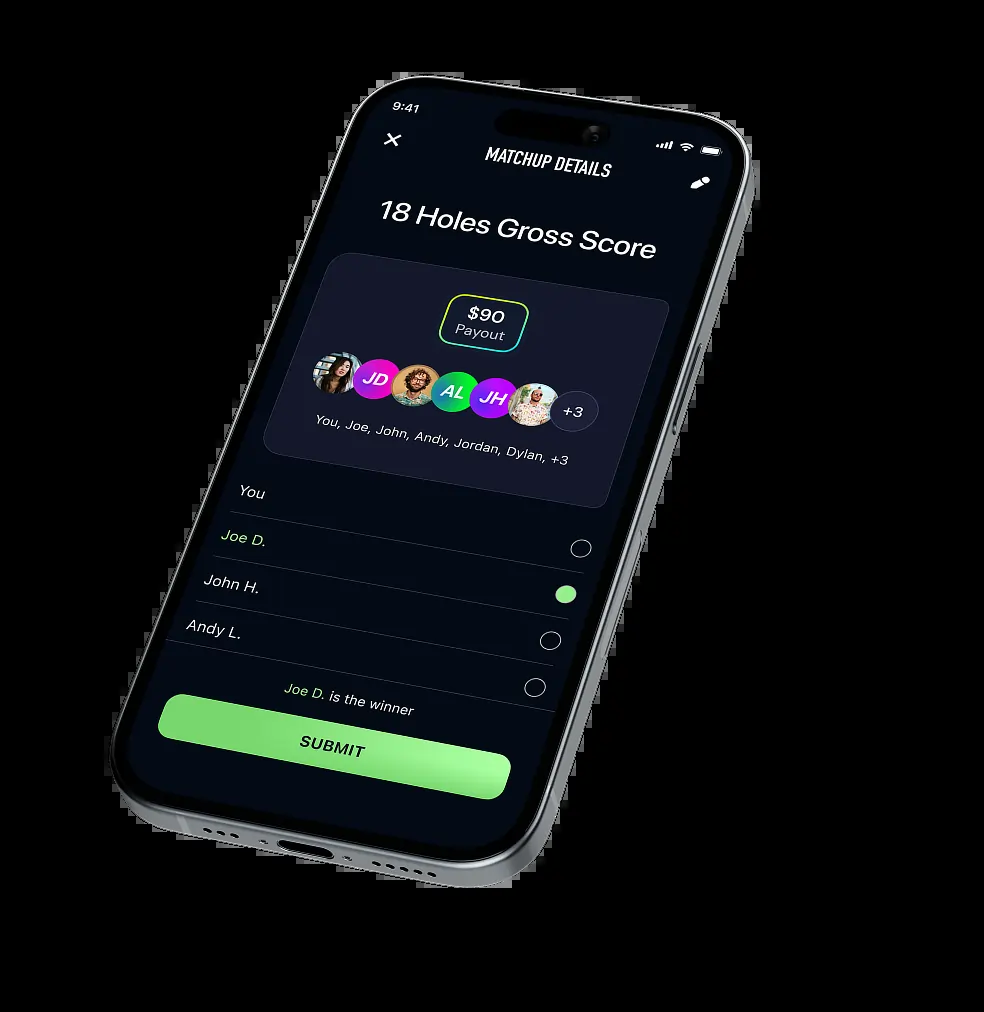 9:41
MATCHUP DETAILS
18 Holes Gross Score
$90
Payout
JD
AL
JH
+3
You, Joe, John, Andy, Jordan, Dylan, +3
You
Joe D.
John H.
Andy L.
Joe D. is the winner
SUBMIT